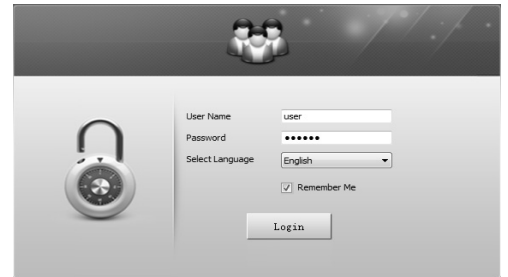 User Name user
Password ●●●●●●
Select Language English
Remember Me
Login